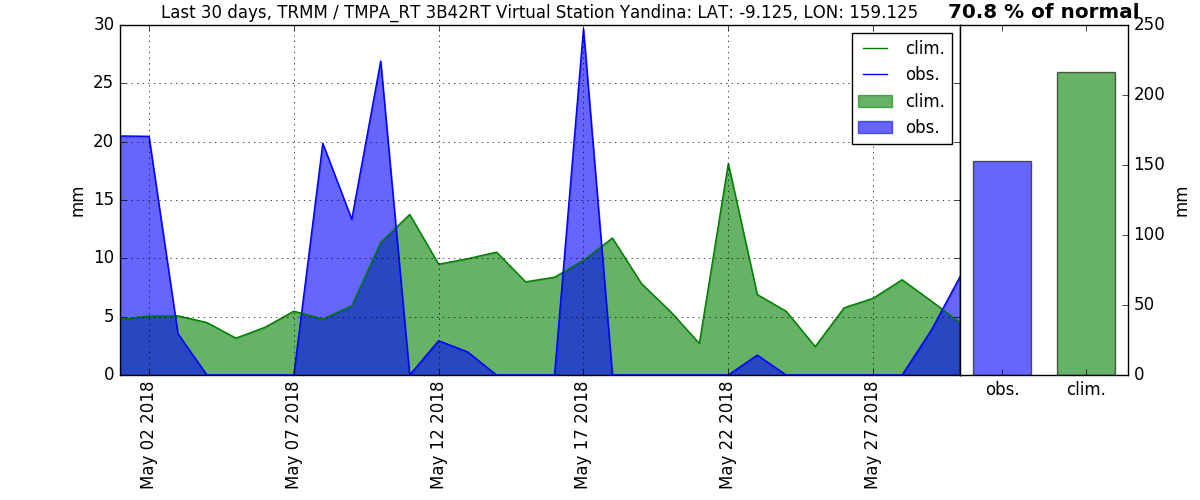 Last 30 days, TRMM / TMPA_RT 3B42RT Virtual Station Yandina: LAT: -9.125, LON: 159.125
70.8 % of normal
30
25
20
15
10
5
0
mm
clim.
obs.
clim.
obs.
May 02 2018
May 07 2018
May 12 2018
May 17 2018
May 22 2018
May 27 2018
250
200
150
100
50
0
mm
obs.
clim.